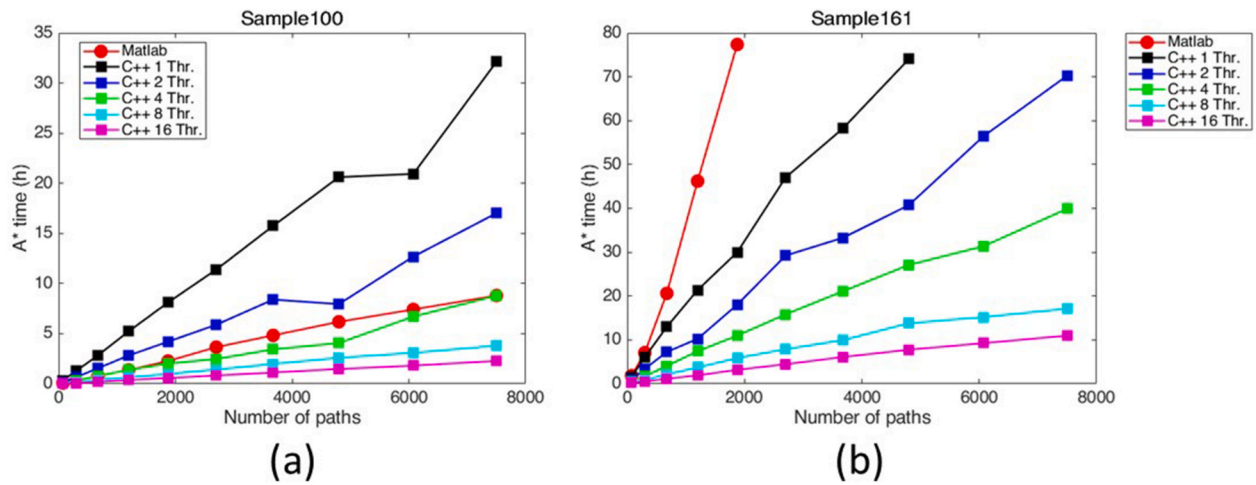 Sample100
35
30
25
20
15
10
5
0
A* time (h)
Matlab
C++ 1 Thr.
C++ 2 Thr.
C++ 4 Thr.
C++ 8 Thr.
C++ 16 Thr.
0 2000 4000 6000 8000
Number of paths
(a)
Sample161
80
70
60
50
40
30
20
10
0
A* time (h)
0 2000 4000 6000 8000
Number of paths
(b)
Matlab
C++ 1 Thr.
C++ 2 Thr.
C++ 4 Thr.
C++ 8 Thr.
C++ 16 Thr.